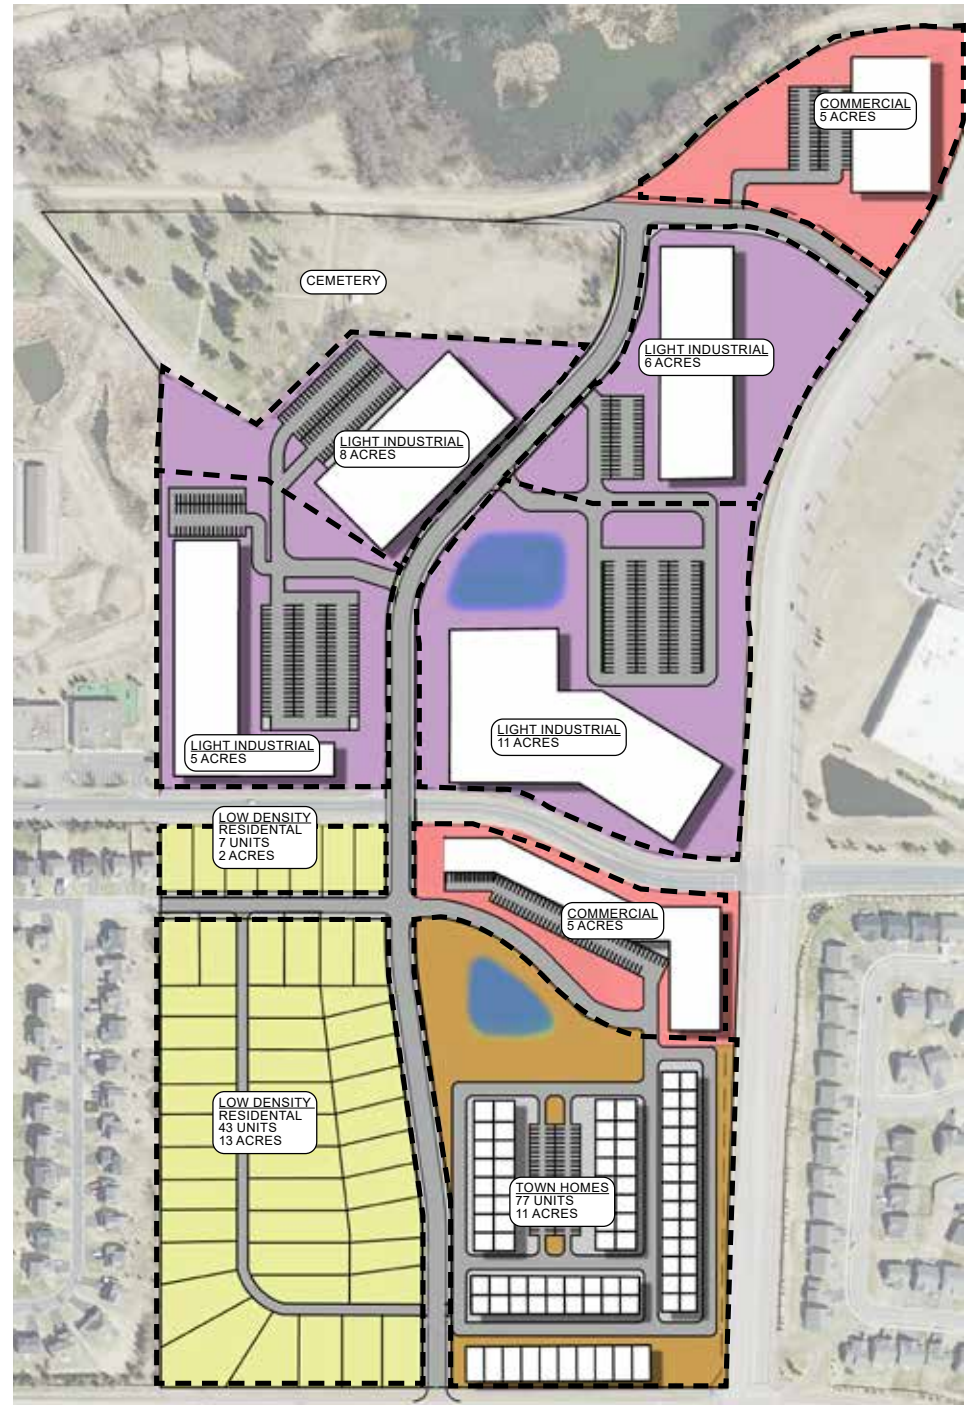 COMMERCIAL
5 ACRES
CEMETERY
LIGHT INDUSTRIAL
6 ACRES
LIGHT INDUSTRIAL
8 ACRES
LIGHT INDUSTRIAL
11 ACRES
LIGHT INDUSTRIAL
5 ACRES
LOW DENSITY
RESIDENTAL
7 UNITS
2 ACRES
COMMERCIAL
5 ACRES
LOW DENSITY
RESIDENTAL
43 UNITS
13 ACRES
TOWN HOMES
77 UNITS
11 ACRES